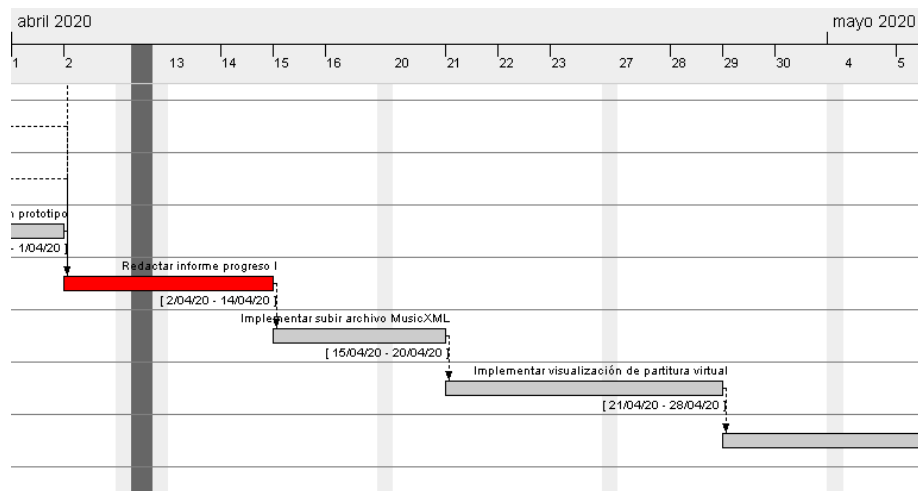 abril 2020 mayo 2020
1 2 13 14 15 16 20 21 22 23 27 28 29 30 4 5
prototipo
- 1/04/20 ]
Redactar informe progreso I
[ 2/04/20 - 14/04/20 ]
Implementar subir archivo MusicXML
[ 15/04/20 - 20/04/20 ]
Implementar visualización de partitura virtual
[ 21/04/20 - 28/04/20 ]